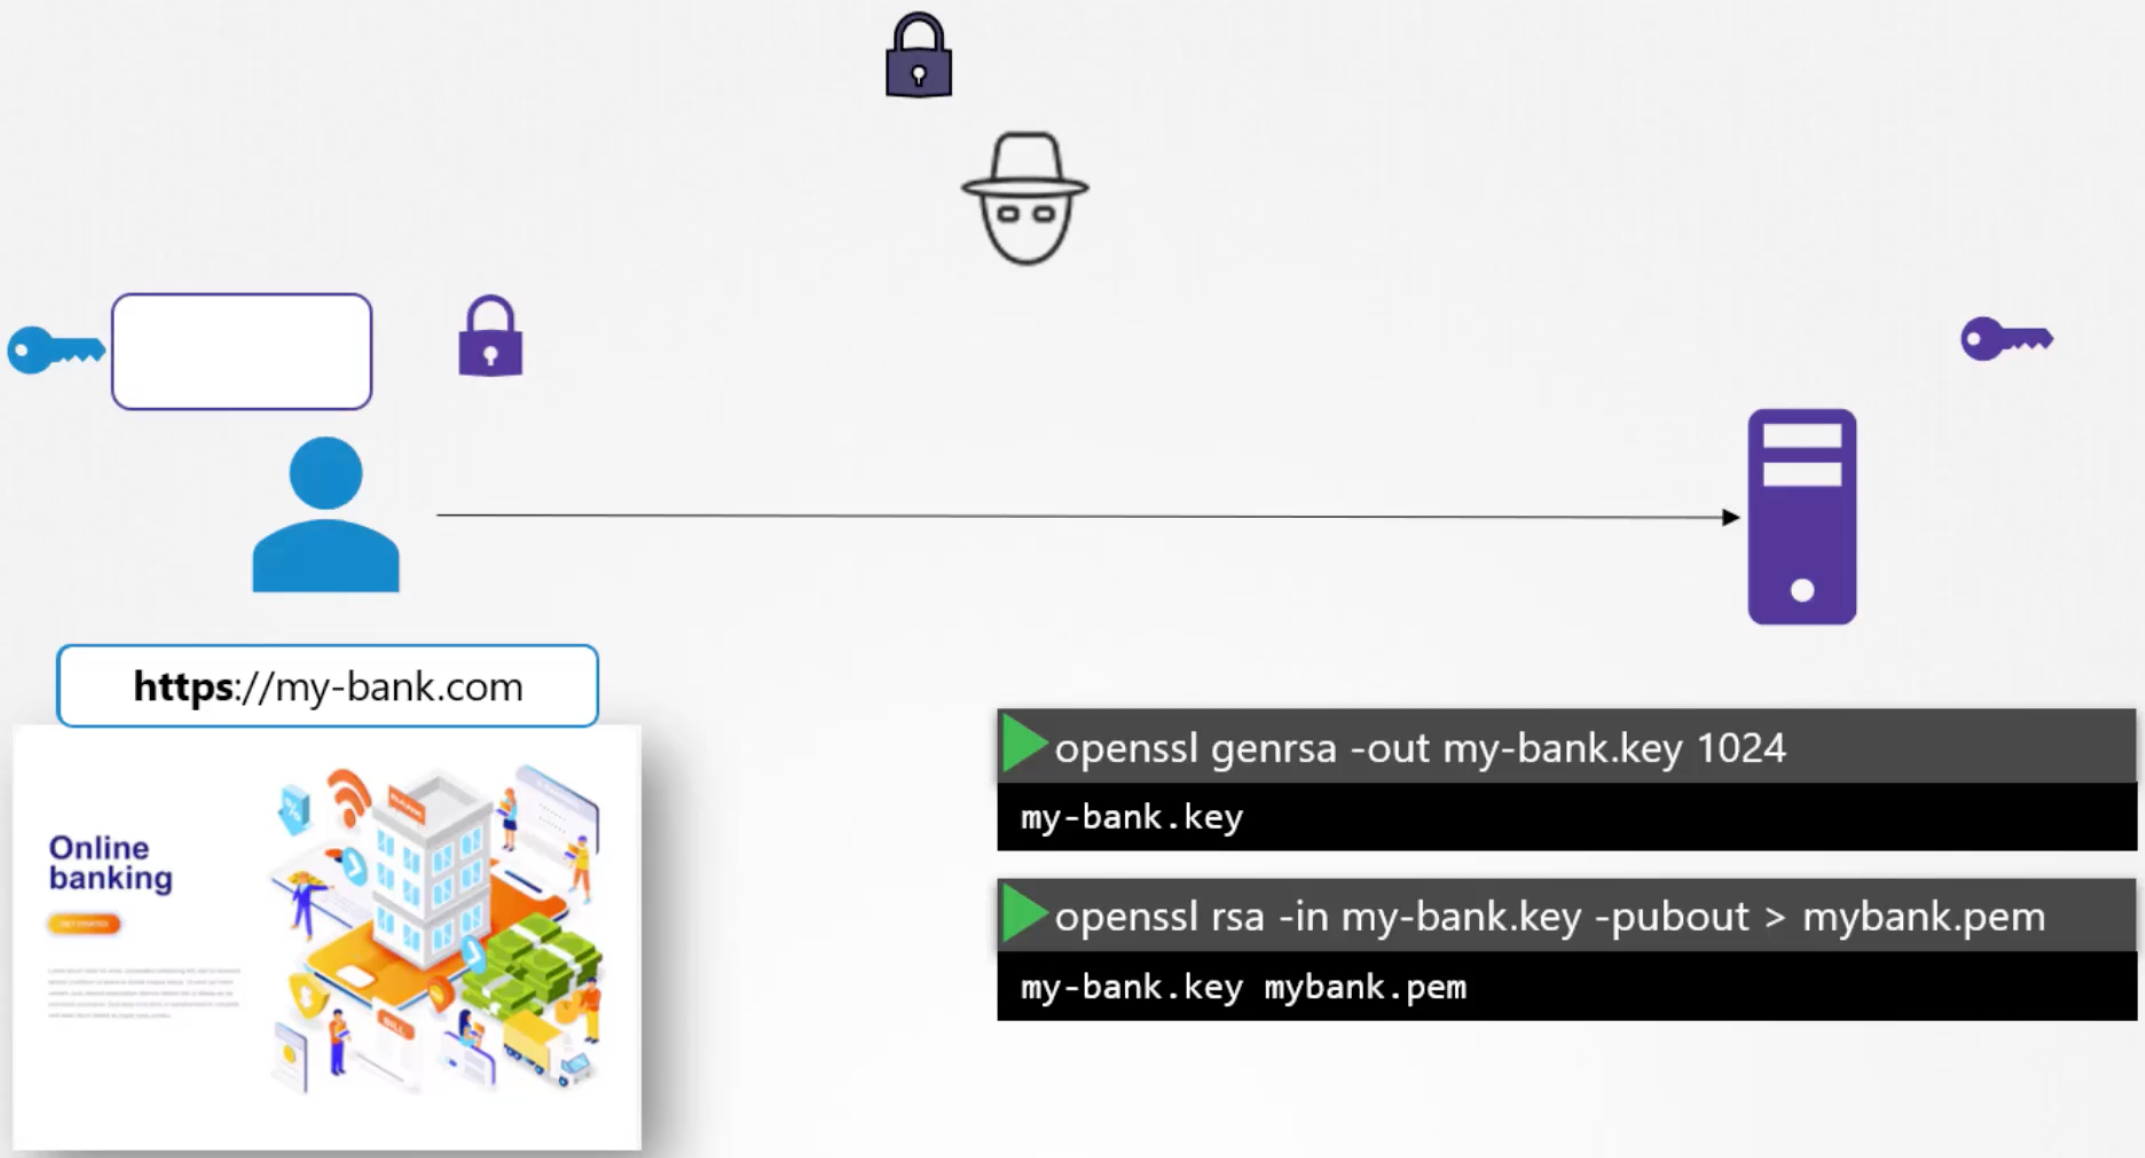 https://my-bank.com
Online
banking
openssl genrsa -out my-bank.key 1024
my-bank.key
openssl rsa -in my-bank.key -pubout > mybank.pem
my-bank.key mybank.pem